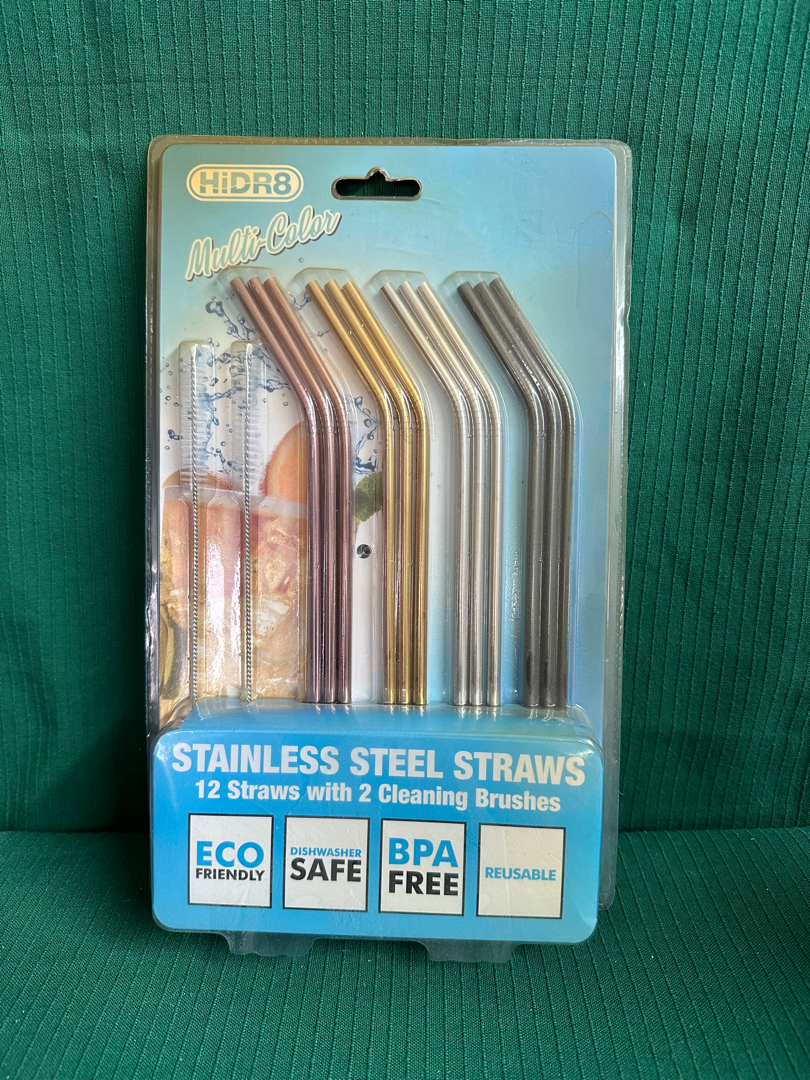 HiDR8
Multi-Color
STAINLESS STEEL STRAWS
12 Straws with 2 Cleaning Brushes
ECO
FRIENDLY
DISHWASHER
SAFE
BPA
FREE
REUSABLE